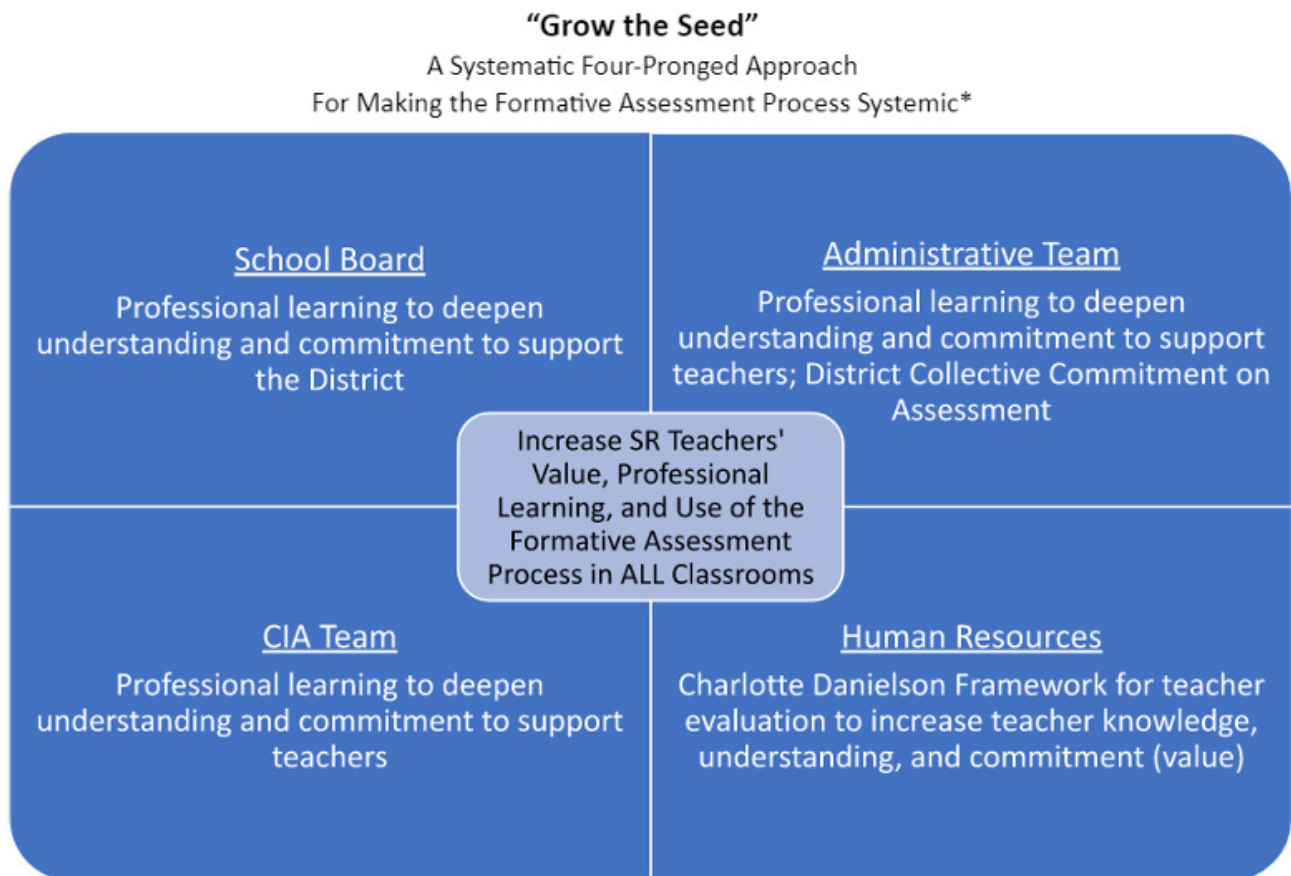 “Grow the Seed”
A Systematic Four-Pronged Approach
For Making the Formative Assessment Process Systemic*
School Board
Professional learning to deepen
understanding and commitment to support
the District
Administrative Team
Professional learning to deepen
understanding and commitment to support
teachers; District Collective Commitment on
Assessment
Increase SR Teachers'
Value, Professional
Learning, and Use of the
Formative Assessment
Process in ALL Classrooms
CIA Team
Professional learning to deepen
understanding and commitment to support
teachers
Human Resources
Charlotte Danielson Framework for teacher
evaluation to increase teacher knowledge,
understanding, and commitment (value)